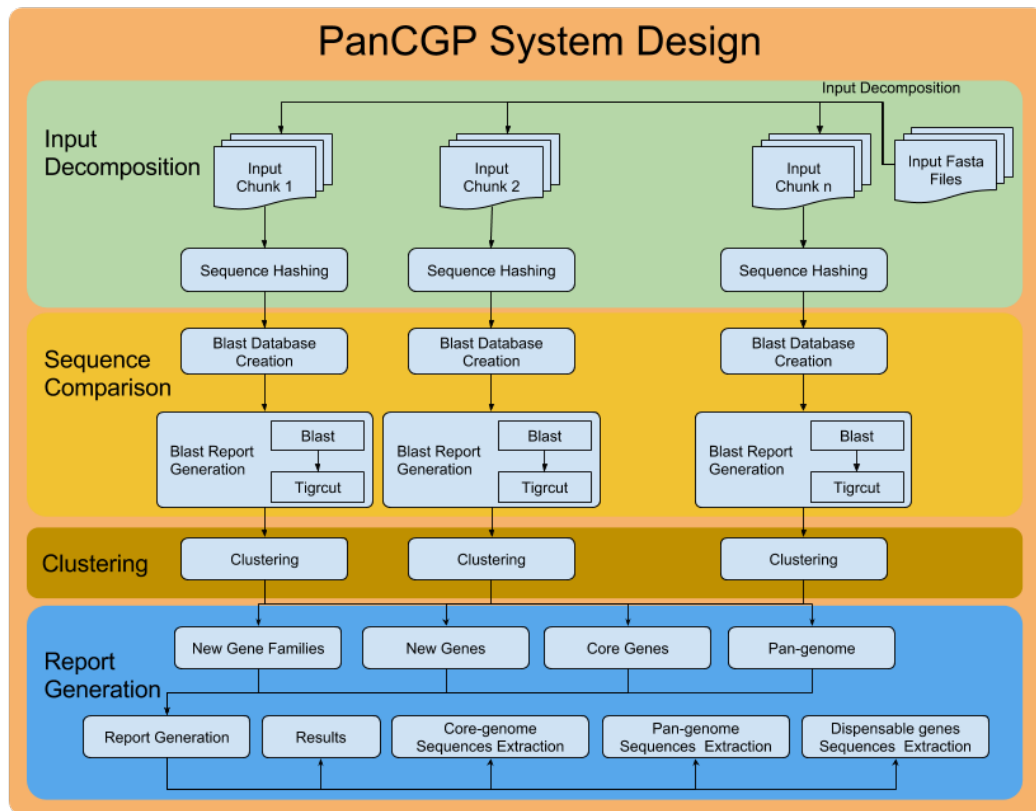 PanCGP System Design
Input Decomposition
Input
Decomposition
Input
Chunk 1
Input
Chunk 2
Input
Chunk n
Input Fasta
Files
Sequence Hashing
Sequence Hashing
Sequence Hashing
Sequence
Comparison
Blast Database
Creation
Blast Database
Creation
Blast Database
Creation
Blast Report
Generation
Blast
Tigrcut
Blast Report
Generation
Blast
Tigrcut
Blast Report
Generation
Blast
Tigrcut
Clustering
Clustering
Clustering
Clustering
Report
Generation
New Gene Families
New Genes
Core Genes
Pan-genome
Report Generation
Results
Core-genome
Sequences Extraction
Pan-genome
Sequences Extraction
Dispensable genes
Sequences Extraction